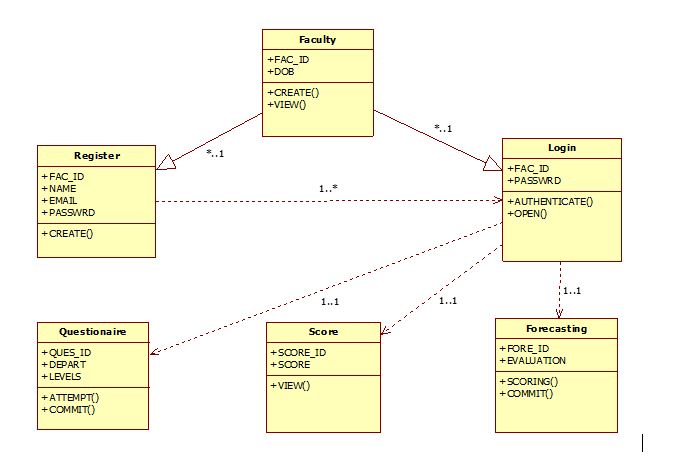 Faculty
+FAC_ID
+DOB
+CREATE()
+VIEW()
*..1
*..1
Register
+FAC_ID
+NAME
+EMAIL
+PASSWRD
+CREATE()
1..*
Login
+FAC_ID
+PASSWRD
+AUTHENTICATE()
+OPEN()
1..1
1..1
1..1
Questionaire
+QUES_ID
+DEPART
+LEVELS
+ATTEMPT()
+COMMIT()
Score
+SCORE_ID
+SCORE
+VIEW()
Forecasting
+FORE_ID
+EVALUATION
+SCORING()
+COMMIT()